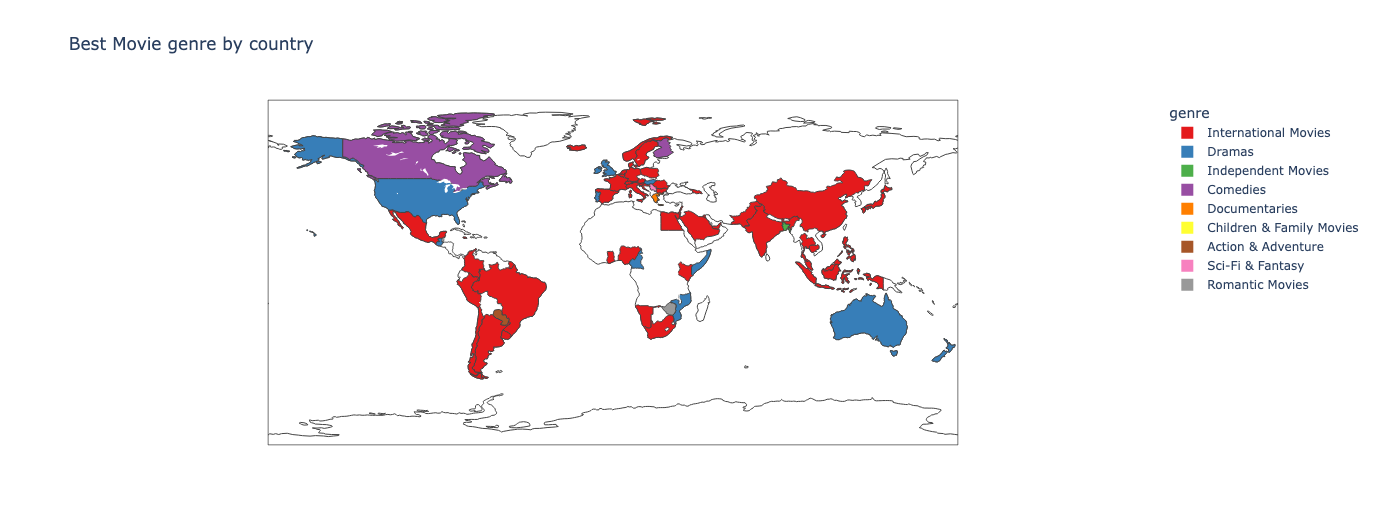 Best Movie genre by country
genre
International Movies
Dramas
Independent Movies
Comedies
Documentaries
Children & Family Movies
Action & Adventure
Sci-Fi & Fantasy
Romantic Movies